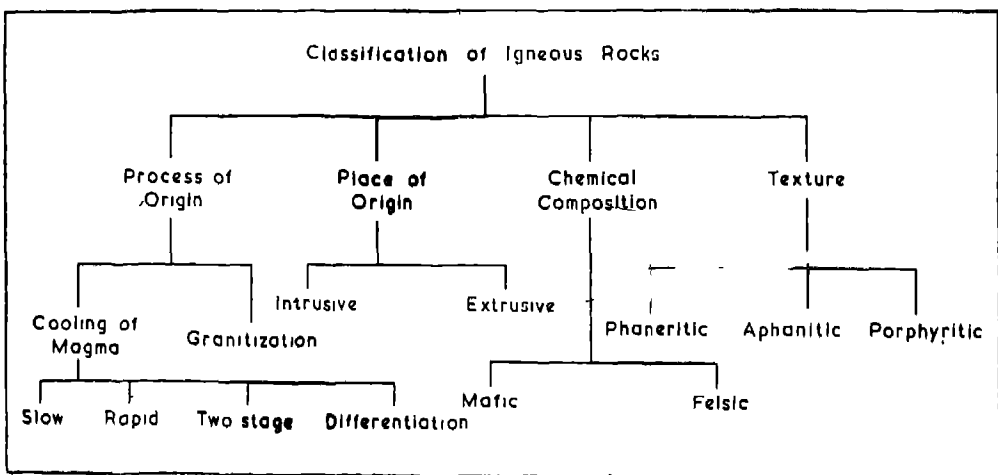 Classification of Igneous Rocks
Process of
Origin
Place of
Origin
Chemical
Composition
Texture
Intrusive
Extrusive
Cooling of
Magma
Granitization
Phaneritic
Aphanitic
Porphyritic
Mafic
Felsic
Slow
Rapid
Two stage
Differentiation